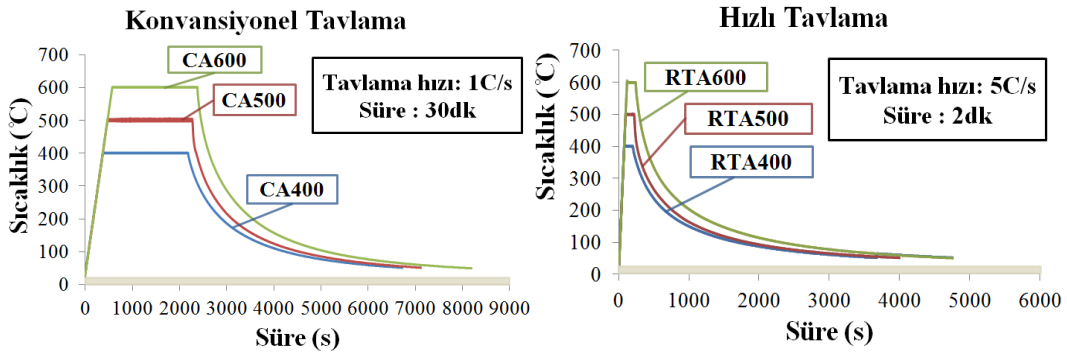 Konvansiyonel Tavlama
Sıcaklık (℃)
700
600
500
400
300
200
100
0
CA600
CA500
CA400
Tavlama hızı: 1C/s
Süre : 30dk
0 1000 2000 3000 4000 5000 6000 7000 8000 9000
Süre (s)
Hızlı Tavlama
Sıcaklık (℃)
700
600
500
400
300
200
100
0
RTA600
RTA500
RTA400
Tavlama hızı: 5C/s
Süre : 2dk
0 1000 2000 3000 4000 5000 6000
Süre (s)